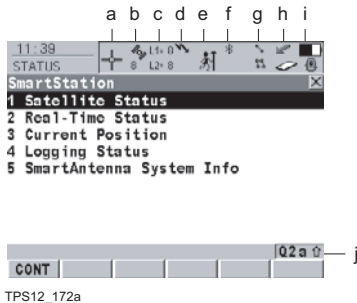 a b c d e f g h i
11:39 L1= 0
STATUS 8 L2= 8
SmartStation
1 Satellite Status
2 Real-Time Status
3 Current Position
4 Logging Status
5 SmartAntenna System Info
Q2a⇧ j
CONT
TPS12_172a